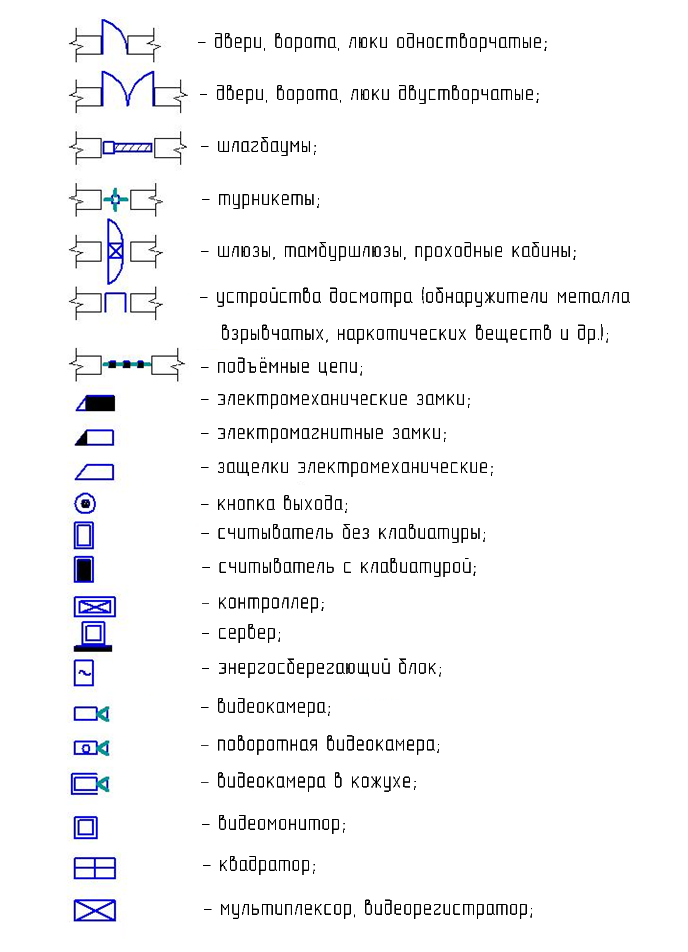 – двери, ворота, люки одностворчатые;
– двери, ворота, люки двустворчатые;
– шлагбаумы;
– турникеты;
– шлюзы, тамбуршлюзы, проходные кабины;
– устройства досмотра (обнаружители металла
взрывчатых, наркотических веществ и др.);
– подъёмные цепи;
– электромеханические замки;
– электромагнитные замки;
– защелки электромеханические;
– кнопка выхода;
– считыватель без клавиатуры;
– считыватель с клавиатурой;
– контроллер;
– сервер;
– энергосберегающий блок;
– видеокамера;
– поворотная видеокамера;
– видеокамера в кожухе;
– видеомонитор;
– квадратор;
– мультиплексор, видеорегистратор;